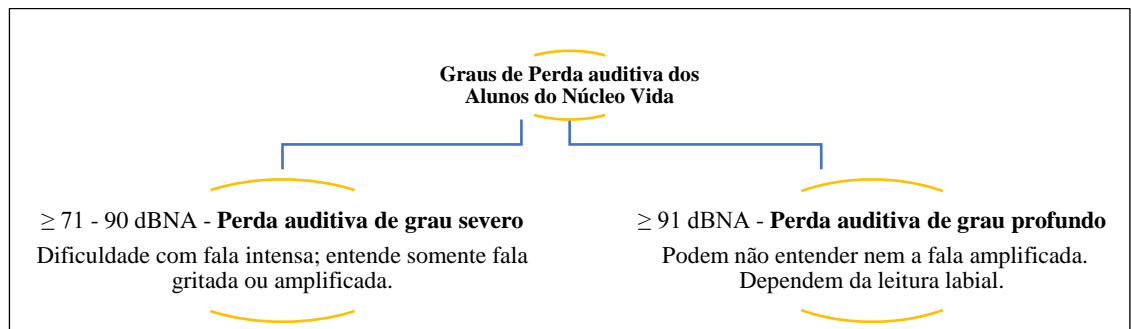 Graus de Perda auditiva dos
Alunos do Núcleo Vida
≥ 71 - 90 dBNA - Perda auditiva de grau severo
Dificuldade com fala intensa; entende somente fala
gritada ou amplificada.
≥ 91 dBNA - Perda auditiva de grau profundo
Podem não entender nem a fala amplificada.
Dependem da leitura labial.